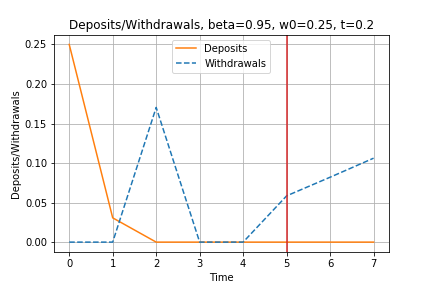 Deposits/Withdrawals, beta=0.95, w0=0.25, t=0.2
Deposits
Withdrawals
Deposits/Withdrawals
0.25
0.20
0.15
0.10
0.05
0.00
0 1 2 3 4 5 6 7
Time